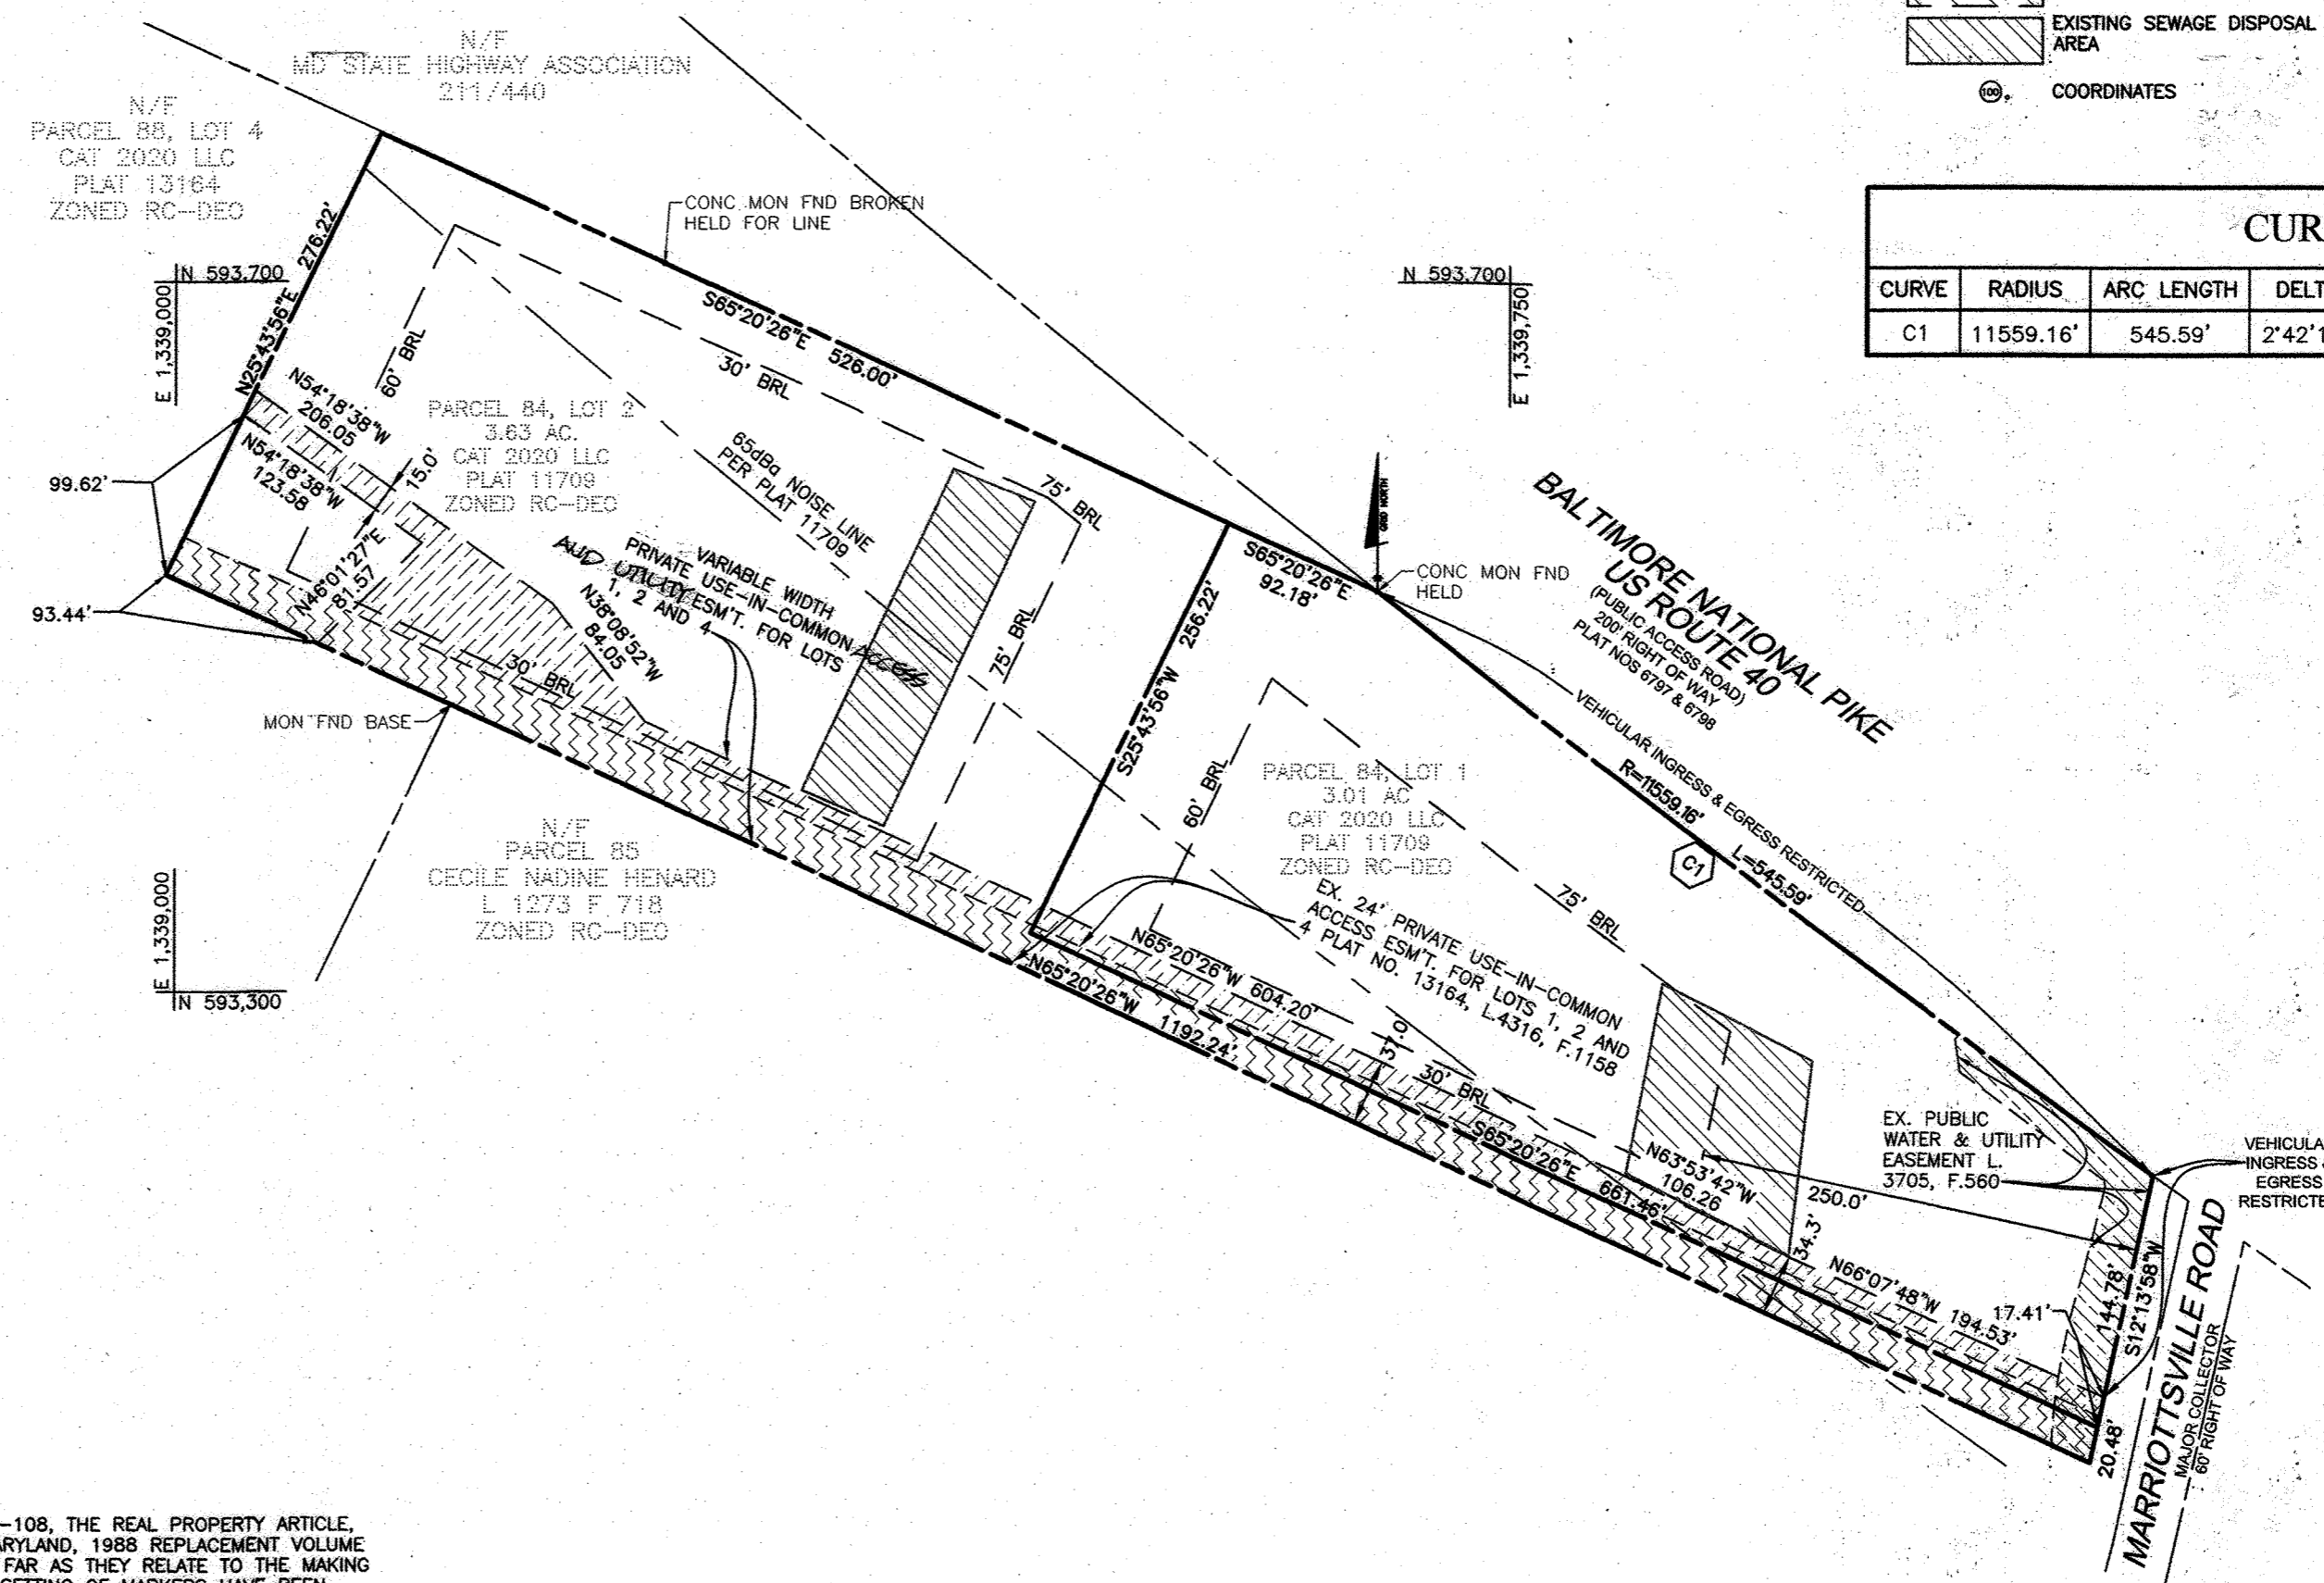 EXISTING SEWAGE DISPOSAL
AREA
100
COORDINATES
N/F
MD STATE HIGHWAY ASSOCIATION
211/440
N/F
PARCEL 88, LOT 4
CAT 2020 LLC
PLAT 13164
ZONED RC-DEO
CONC MON FND BROKEN
HELD FOR LINE
CURVE
RADIUS
ARC LENGTH
C1
11559.16'
545.59'
N 593,700
E 1,339,000
N 593,700
E 1,339,750
N25°43'56"E 276.22'
S65°20'26"E 526.00'
60' BRL
30' BRL
N54°18'38"W
206.05
N54°18'38"W
123.58
15.0'
PARCEL 84, LOT 2
3.63 AC.
CAT 2020 LLC
PLAT 11709
ZONED RC-DEO
65dBa NOISE LINE
PER PLAT 11709
75' BRL
99.62'
93.44'
N46°01'27"E
81.57
VARIABLE WIDTH
PRIVATE USE-IN-COMMON ACCESS
AND UTILITY ESM'T. FOR LOTS
1, 2 AND 4
N38°08'52"W
84.05
30' BRL
75' BRL
MON FND BASE
S65°20'26"E
92.18'
GRID NORTH
CONC MON FND
HELD
BALTIMORE NATIONAL PIKE
US ROUTE 40
(PUBLIC ACCESS ROAD)
200' RIGHT OF WAY
PLAT NOS 6797 & 6798
VEHICULAR INGRESS & EGRESS RESTRICTED
R=11559.16'
L=545.59'
C1
S25°43'56"W 256.22'
60' BRL
PARCEL 84, LOT 1
3.01 AC
CAT 2020 LLC
PLAT 11709
ZONED RC-DEO
75' BRL
N/F
PARCEL 85
CECILE NADINE HENARD
L 1273 F 718
ZONED RC-DEO
E 1,339,000
N 593,300
EX. 24' PRIVATE USE-IN-COMMON
ACCESS ESM'T. FOR LOTS 1, 2 AND
4 PLAT NO. 13164, L.4316, F.1158
N65°20'26"W 604.20'
N65°20'26"W 1192.24'
37.0
30' BRL
S65°20'26"E 661.46'
N63°53'42"W
106.26
250.0'
34.3'
N66°07'48"W 194.53'
17.41'
EX. PUBLIC
WATER & UTILITY
EASEMENT L.
3705, F.560
INGRESS
EGRESS
144.78'
S12°13'58"W
20.48'
MARRIOTTSVILLE ROAD
MAJOR COLLECTOR
60' RIGHT OF WAY
-108, THE REAL PROPERTY ARTICLE,
ARYLAND, 1988 REPLACEMENT VOLUME
FAR AS THEY RELATE TO THE MAKING
SETTING OF MARKERS HAVE BEEN